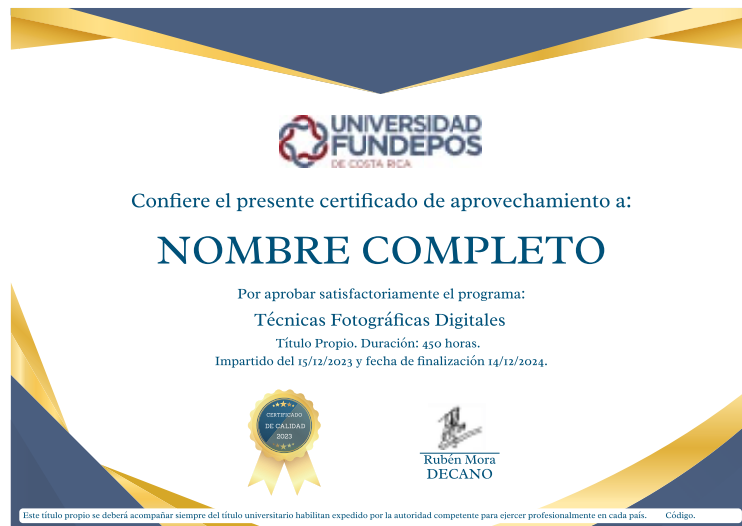 UNIVERSIDAD
FUNDEPOS
DE COSTA RICA
Confiere el presente certificado de aprovechamiento a:
NOMBRE COMPLETO
Por aprobar satisfactoriamente el programa:
Técnicas Fotográficas Digitales
Título Propio. Duración: 450 horas.
Impartido del 15/12/2023 y fecha de finalización 14/12/2024.
CERTIFICADO
DE CALIDAD
2023
Rubén Mora
DECANO
Este título propio se deberá acompañar siempre del título universitario habilitan expedido por la autoridad competente para ejercer profesionalmente en cada país. Código.